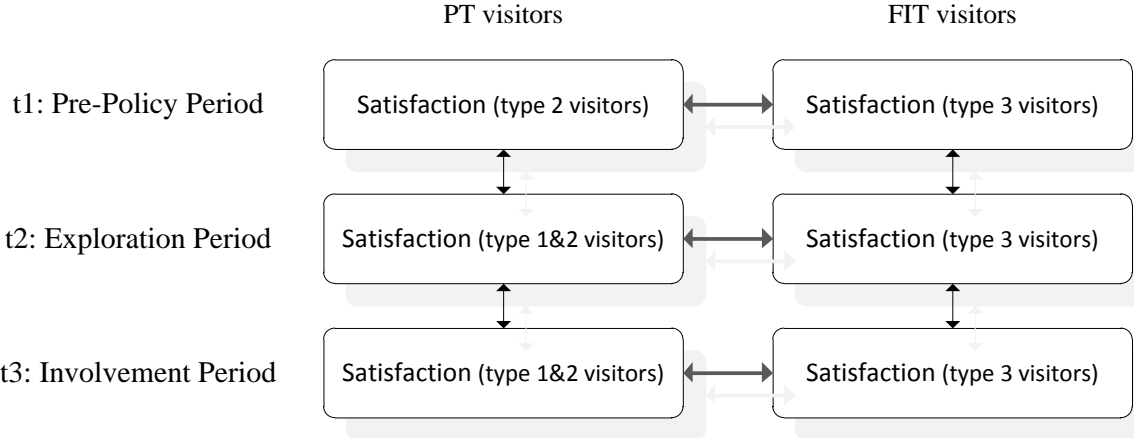 PT visitors
FIT visitors
t1: Pre-Policy Period
Satisfaction (type 2 visitors)
Satisfaction (type 3 visitors)
t2: Exploration Period
Satisfaction (type 1&2 visitors)
Satisfaction (type 3 visitors)
t3: Involvement Period
Satisfaction (type 1&2 visitors)
Satisfaction (type 3 visitors)